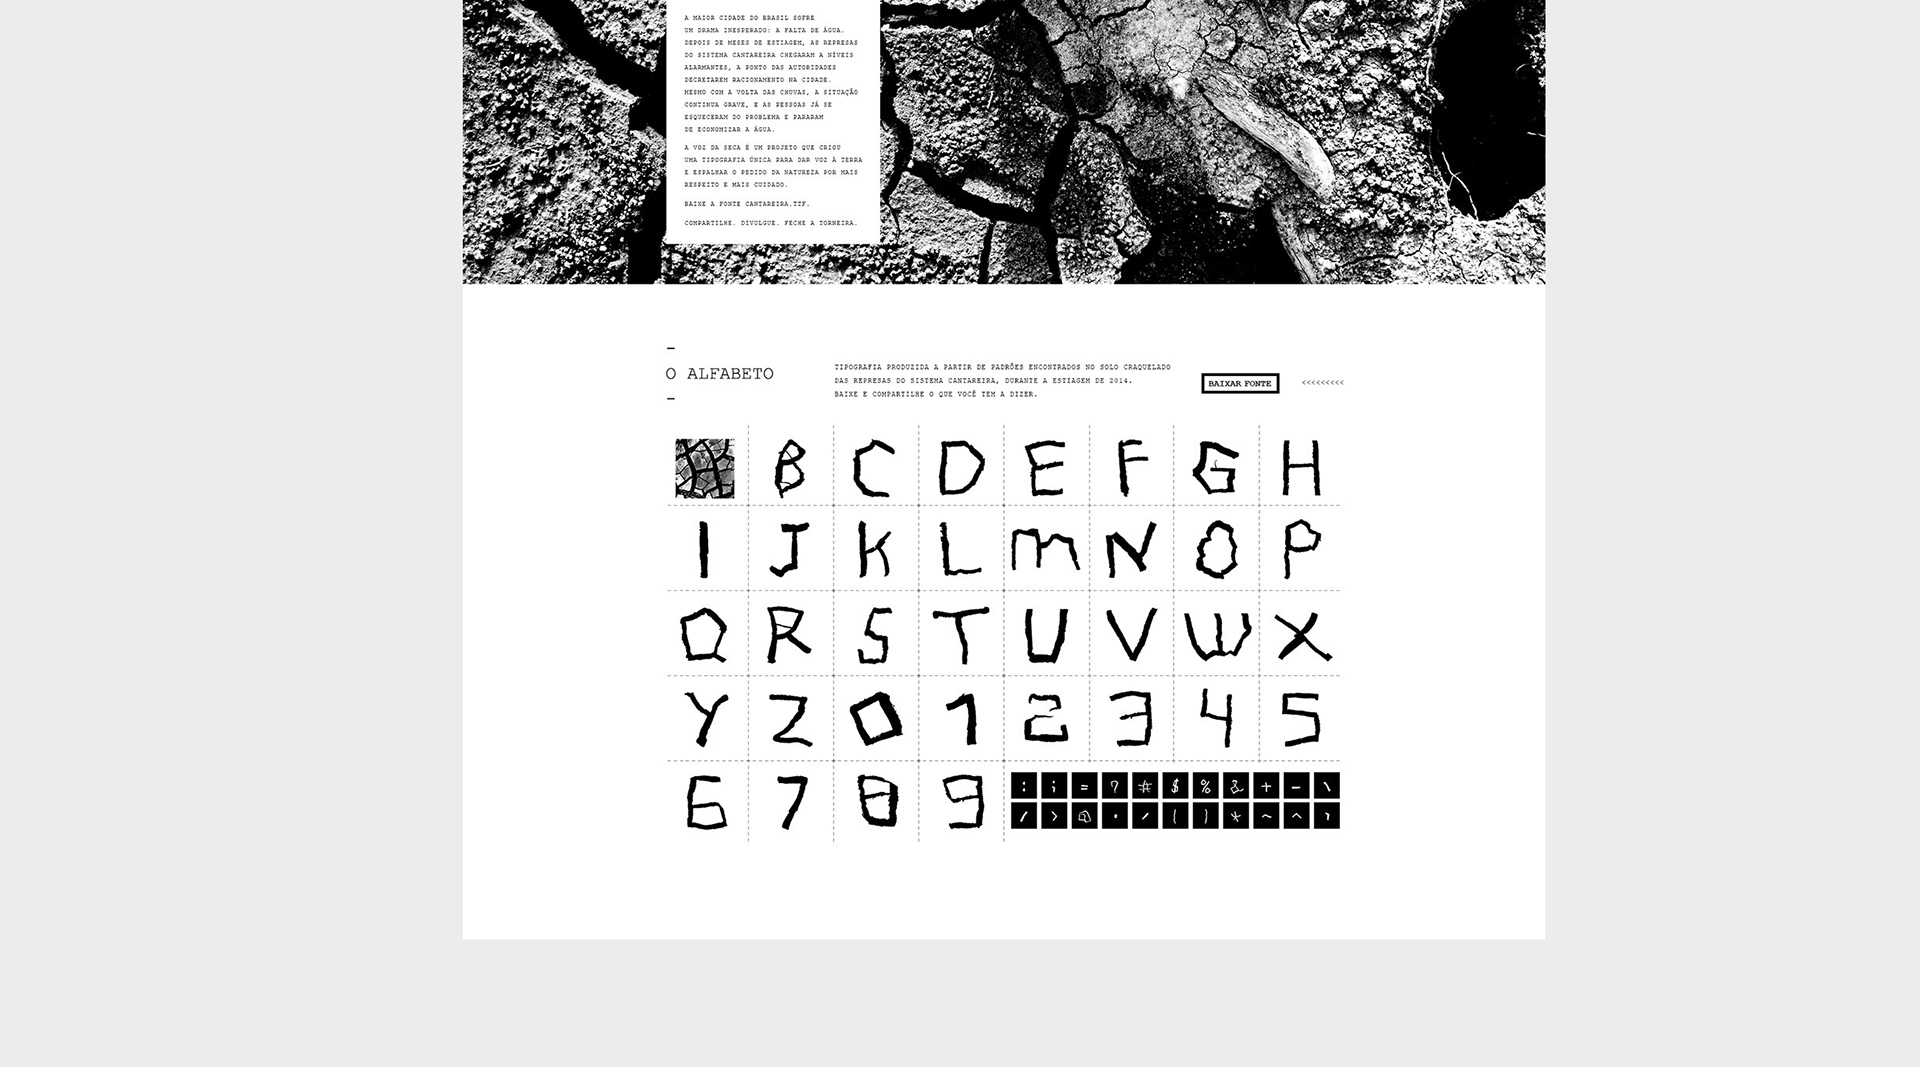 A MAIOR CIDADE DO BRASIL SOFRE
UM DRAMA INESPERADO: A FALTA DE ÁGUA.
DEPOIS DE MESES DE ESTIAGEM, AS REPRESAS
DO SISTEMA CANTAREIRA CHEGARAM A NÍVEIS
ALARMANTES, A PONTO DAS AUTORIDADES
DECRETAREM RACIONAMENTO NA CIDADE.
MESMO COM A VOLTA DAS CHUVAS, A SITUAÇÃO
CONTINUA GRAVE, E AS PESSOAS JÁ SE
ESQUECERAM DO PROBLEMA E PARARAM
DE ECONOMIZAR A ÁGUA.
A VOZ DA SECA É UM PROJETO QUE CRIOU
UMA TIPOGRAFIA ÚNICA PARA DAR VOZ À TERRA
E ESPALHAR O PEDIDO DA NATUREZA POR MAIS
RESPEITO E MAIS CUIDADO.
BAIXE A FONTE CANTAREIRA.TTF.
COMPARTILHE. DIVULGUE. FECHE A TORNEIRA.
O ALFABETO
TIPOGRAFIA PRODUZIDA A PARTIR DE PADRÕES ENCONTRADOS NO SOLO CRAQUELADO
DAS REPRESAS DO SISTEMA CANTAREIRA, DURANTE A ESTIAGEM DE 2014.
BAIXE E COMPARTILHE O QUE VOCÊ TEM A DIZER.
BAIXAR FONTE <<<<<<<<<
A B C D E F G H
I J K L M N O P
Q R S T U V W X
Y Z 0 1 2 3 4 5
6 7 8 9
: ; = ? # $ % & + - \
/ > @ . ´ ( ) * ~ ^ '